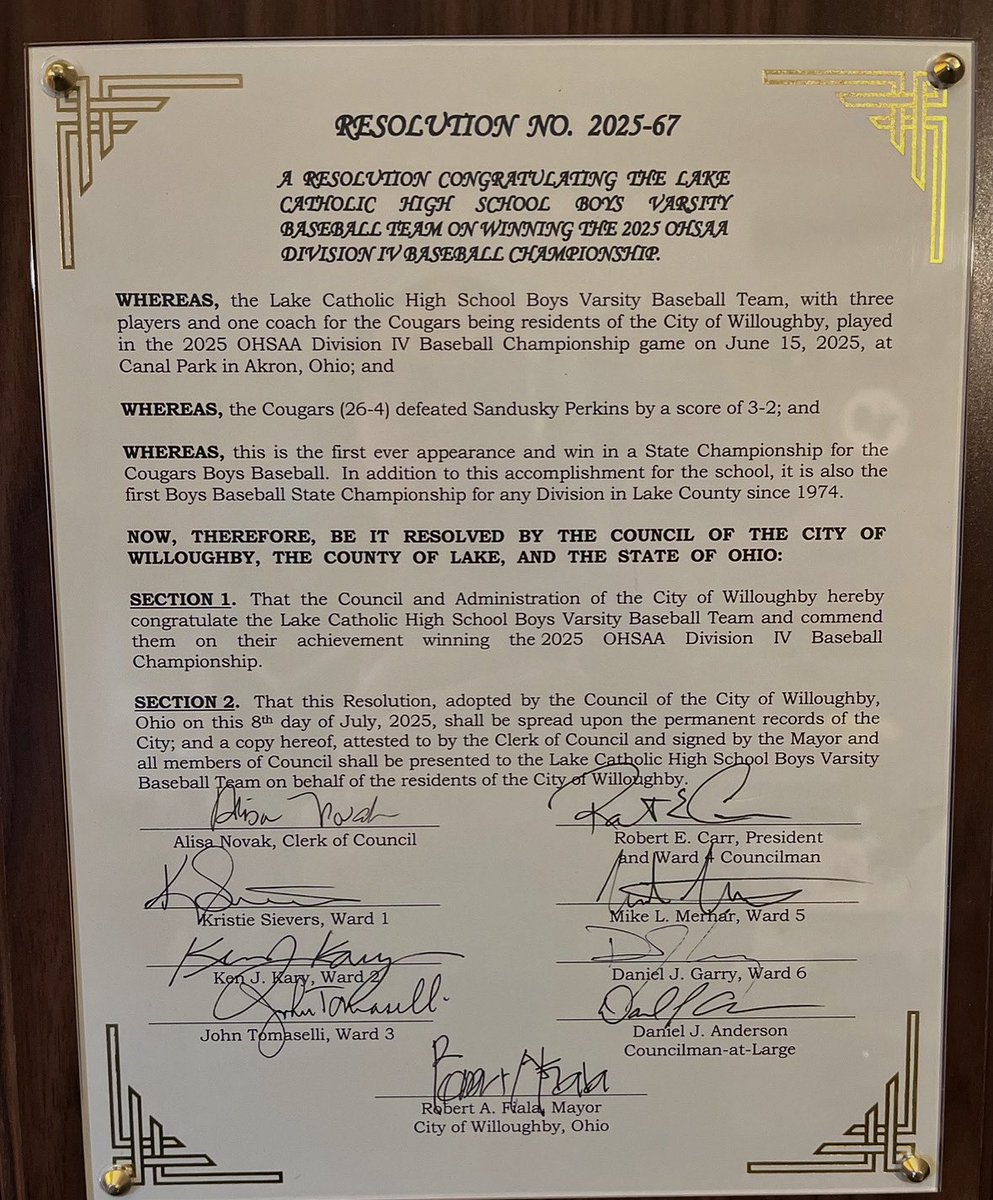 RESOLUTION NO. 2025-67
A RESOLUTION CONGRATULATING THE LAKE
CATHOLIC HIGH SCHOOL BOYS VARSITY
BASEBALL TEAM ON WINNING THE 2025 OHSAA
DIVISION IV BASEBALL CHAMPIONSHIP.
WHEREAS, the Lake Catholic High School Boys Varsity Baseball Team, with three
players and one coach for the Cougars being residents of the City of Willoughby, played
in the 2025 OHSAA Division IV Baseball Championship game on June 15, 2025, at
Canal Park in Akron, Ohio; and
WHEREAS, the Cougars (26-4) defeated Sandusky Perkins by a score of 3-2; and
WHEREAS, this is the first ever appearance and win in a State Championship for the
Cougars Boys Baseball. In addition to this accomplishment for the school, it is also the
first Boys Baseball State Championship for any Division in Lake County since 1974.
NOW, THEREFORE, BE IT RESOLVED BY THE COUNCIL OF THE CITY OF
WILLOUGHBY, THE COUNTY OF LAKE, AND THE STATE OF OHIO:
SECTION 1. That the Council and Administration of the City of Willoughby hereby
congratulate the Lake Catholic High School Boys Varsity Baseball Team and commend
them on their achievement winning the 2025 OHSAA Division IV Baseball
Championship.
SECTION 2. That this Resolution, adopted by the Council of the City of Willoughby,
Ohio on this 8th day of July, 2025, shall be spread upon the permanent records of the
City; and a copy hereof, attested to by the Clerk of Council and signed by the Mayor and
all members of Council shall be presented to the Lake Catholic High School Boys Varsity
Baseball Team on behalf of the residents of the City of Willoughby.
Alisa Novak
Alisa Novak, Clerk of Council
Robert E. Carr, President
and Ward 4 Councilman
Kristie Sievers, Ward 1
Mike L. Merhar, Ward 5
Ken J. Kary
Ken J. Kary, Ward 2
Daniel J. Garry, Ward 6
John Tomaselli
John Tomaselli, Ward 3
Daniel J. Anderson
Councilman-at-Large
Robert A. Fiala
Robert A. Fiala, Mayor
City of Willoughby, Ohio